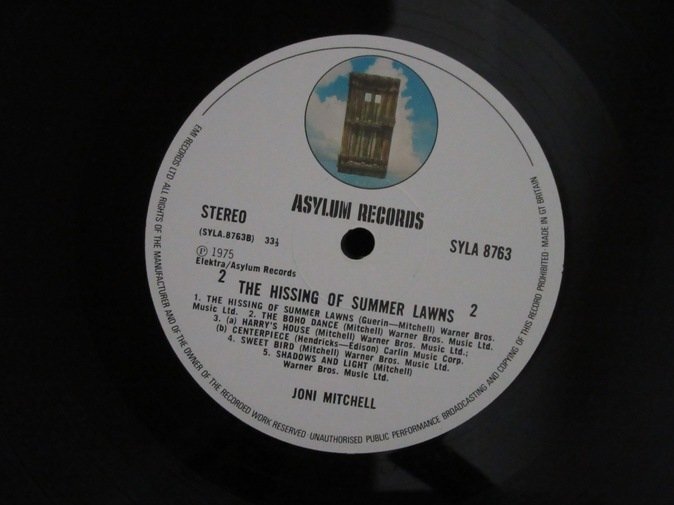 ASYLUM RECORDS
STEREO
(SYLA.8763B) 33⅓
SYLA 8763
Ⓟ 1975
Elektra/Asylum Records
2 THE HISSING OF SUMMER LAWNS 2
1. THE HISSING OF SUMMER LAWNS (Guerin—Mitchell) Warner Bros.
Music Ltd. 2. THE BOHO DANCE (Mitchell) Warner Bros. Music Ltd.
3. (a) HARRY'S HOUSE (Mitchell) Warner Bros. Music Ltd.;
(b) CENTERPIECE (Hendricks—Edison) Carlin Music Corp.
4. SWEET BIRD (Mitchell) Warner Bros. Music Ltd.
5. SHADOWS AND LIGHT (Mitchell)
Warner Bros. Music Ltd.
JONI MITCHELL
EMI RECORDS LTD ALL RIGHTS OF THE MANUFACTURER AND OF THE OWNER OF THE RECORDED WORK RESERVED · UNAUTHORISED PUBLIC PERFORMANCE BROADCASTING AND COPYING OF THIS RECORD PROHIBITED · MADE IN GT BRITAIN